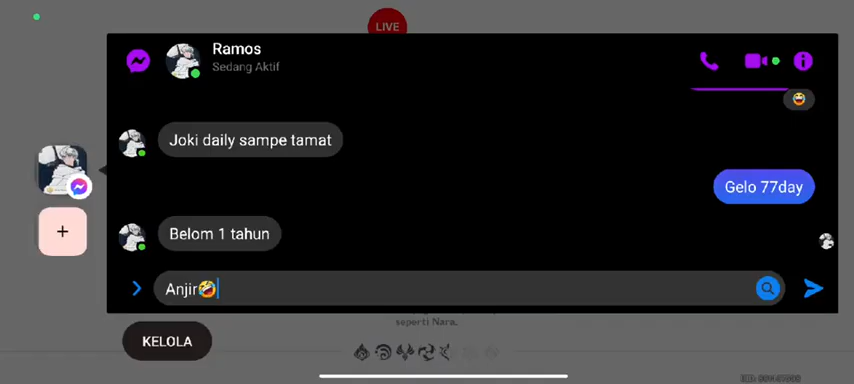 LIVE
Ramos
Sedang Aktif
Joki daily sampe tamat
Gelo 77day
Belom 1 tahun
Anjir🤣
seperti Nara.
KELOLA